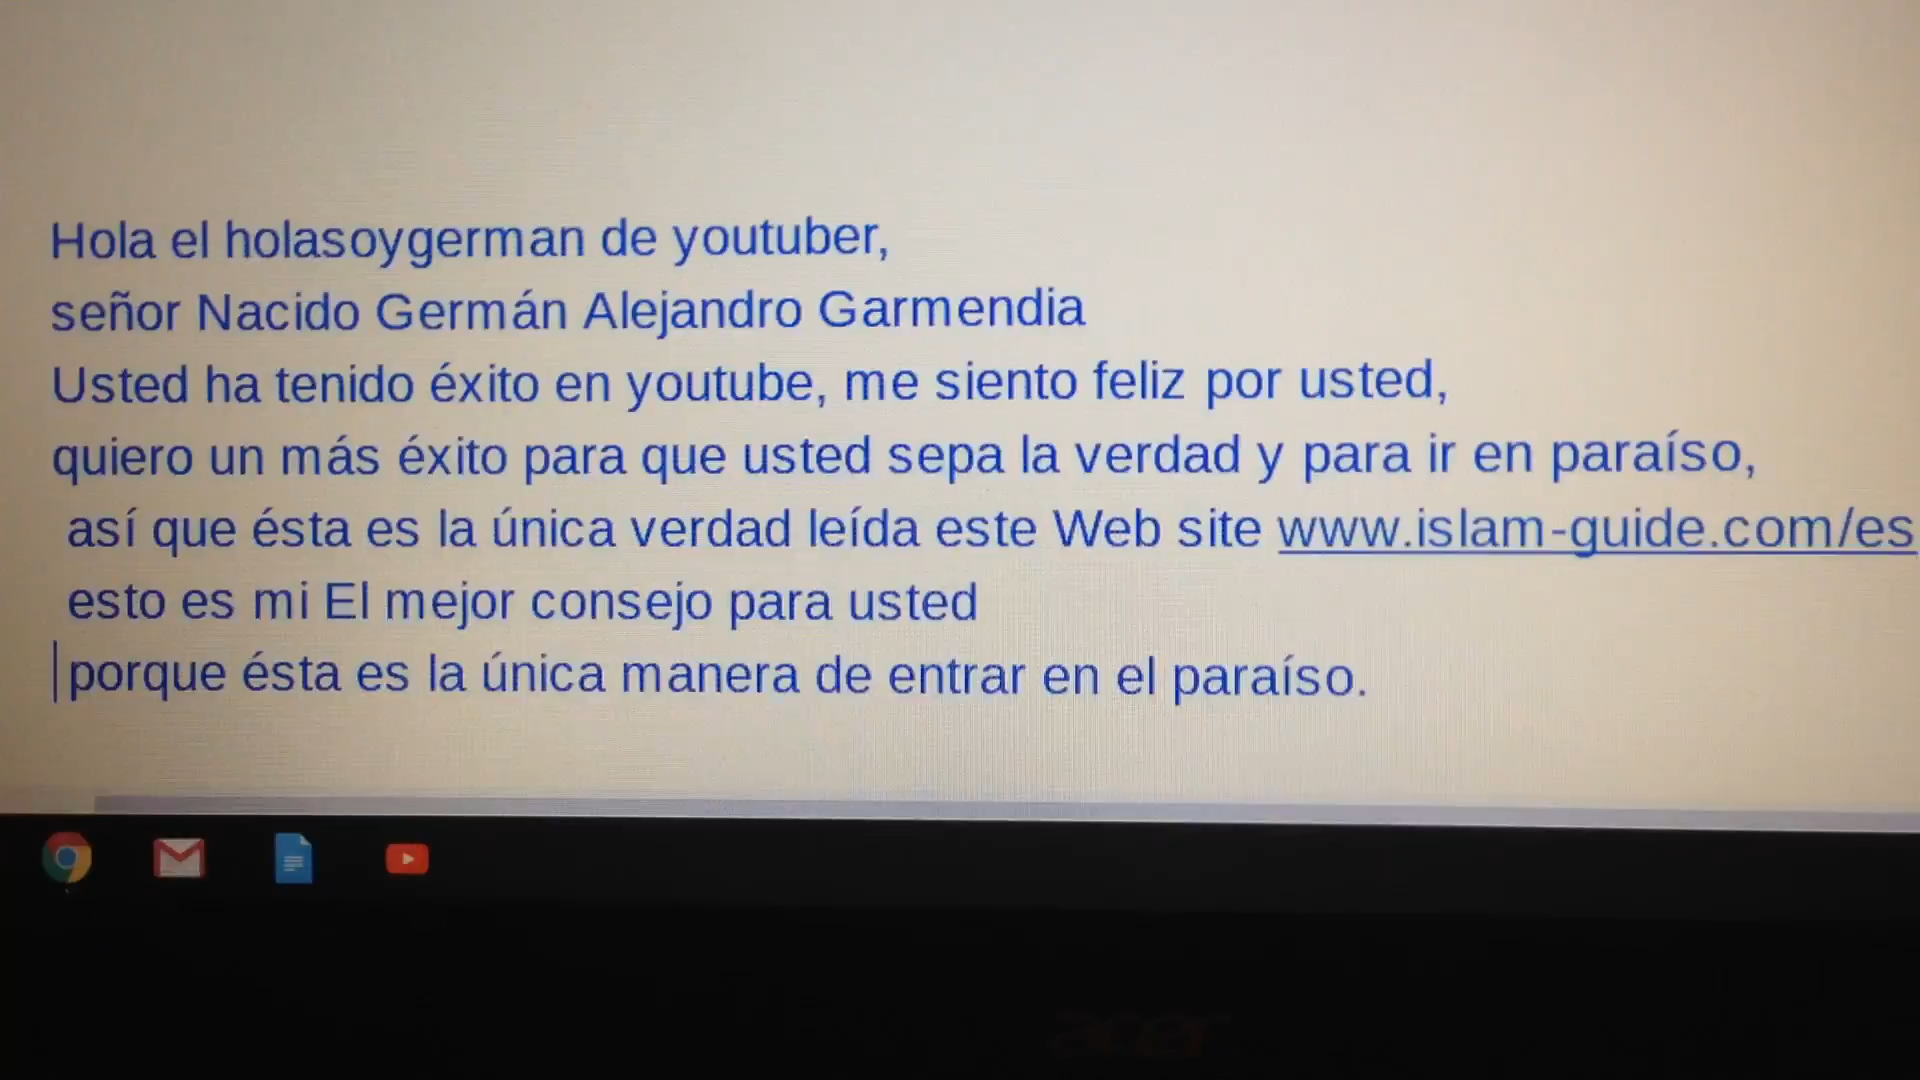 Hola el holasoygerman de youtuber,
señor Nacido Germán Alejandro Garmendia
Usted ha tenido éxito en youtube, me siento feliz por usted,
quiero un más éxito para que usted sepa la verdad y para ir en paraíso,
así que ésta es la única verdad leída este Web site www.islam-guide.com/es
esto es mi El mejor consejo para usted
porque ésta es la única manera de entrar en el paraíso.
acer